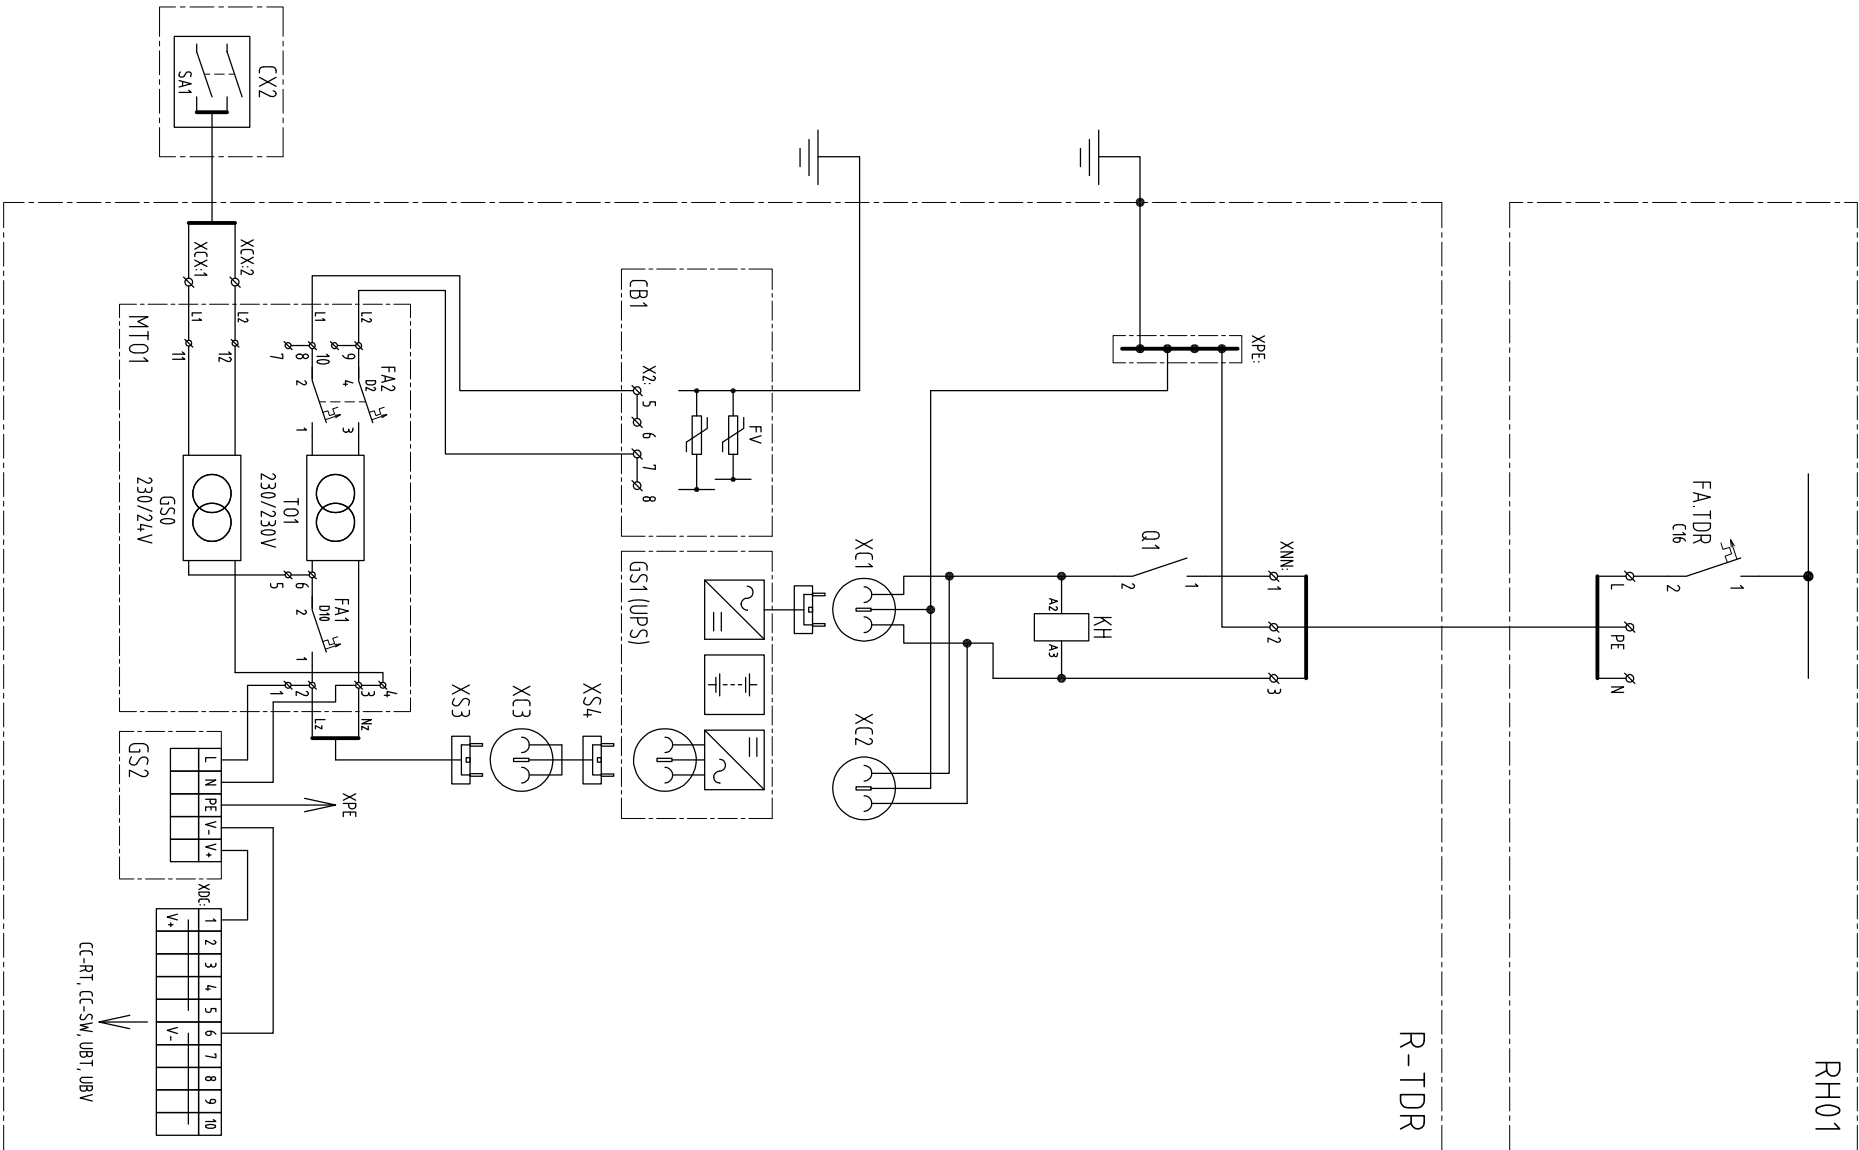 RH01
FA.TDR
C16
1
2
L
PE
N
R-TDR
XNN:
1
2
3
XPE:
Q1
1
2
KH
A2
A3
XC1
XC2
CB1
X2:
5
6
7
8
FV
GS1 (UPS)
XS4
XC3
XS3
CX2
SA1
XCX:2
XCX:1
MT01
L1
L2
L1
L2
11
12
7
8
10
9
FA2
D2
2
4
1
3
T01
230/230V
GS0
230/24V
5
6
FA1
D10
2
1
1
2
3
4
Lz
Nz
GS2
L
N
PE
V-
V+
XPE
XDC:
1
2
3
4
5
6
7
8
9
10
V+
V-
CC-RT, CC-SW, UBT, UBV